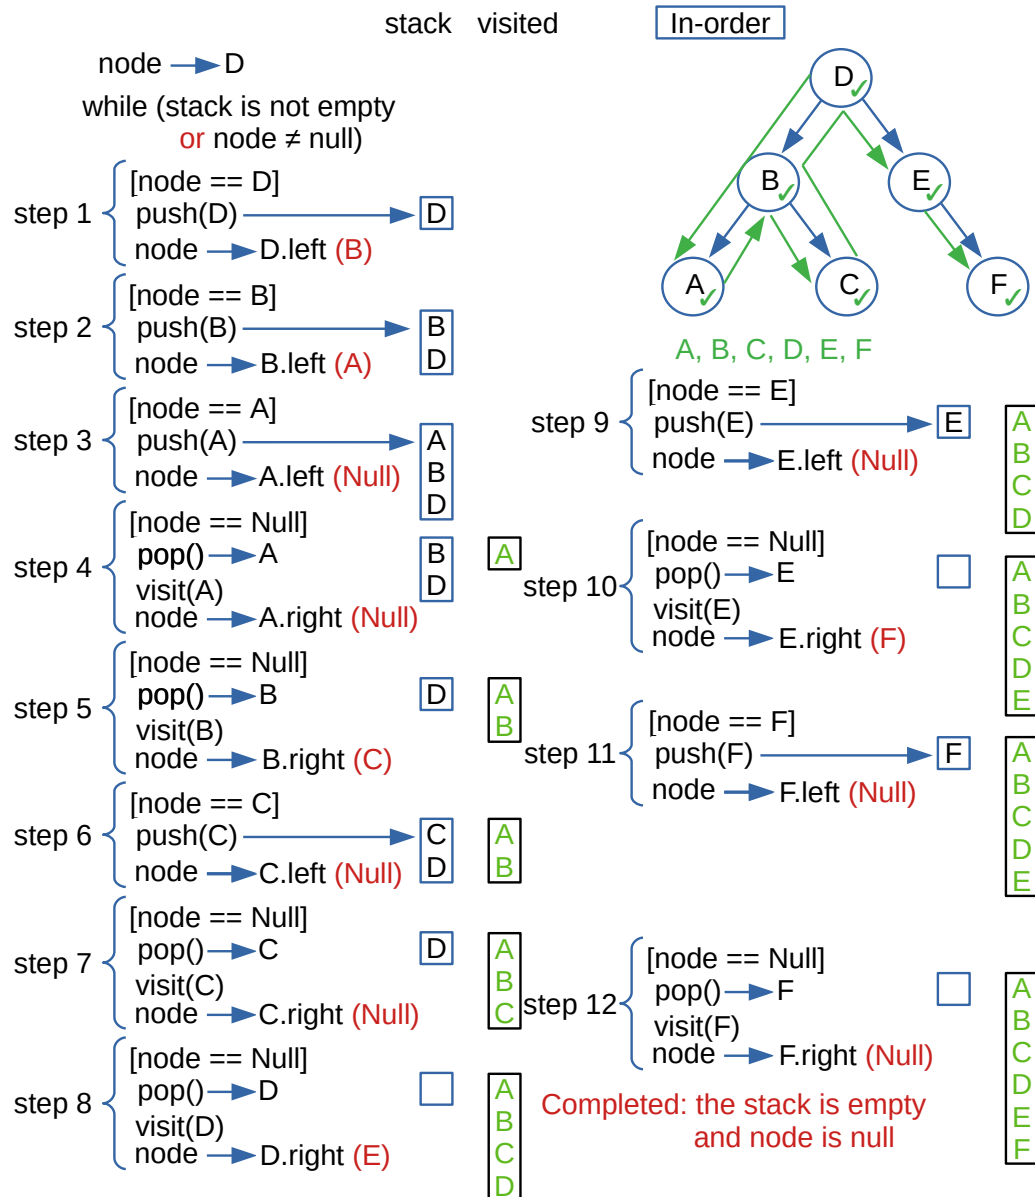 stack visited In-order
node D
while (stack is not empty
or node ≠ null)
step 1
[node == D]
push(D) D
node D.left (B)
step 2
[node == B]
push(B) B
node B.left (A) D
step 3
[node == A]
push(A) A
node A.left (Null) B
D
step 4
[node == Null]
pop() A B A
visit(A) D
node A.right (Null)
step 5
[node == Null]
pop() B D A
visit(B) B
node B.right (C)
step 6
[node == C]
push(C) C A
node C.left (Null) D B
step 7
[node == Null]
pop() C D A
visit(C) B
node C.right (Null) C
step 8
[node == Null]
pop() D A
visit(D) B
node D.right (E) C
D
D
B E
A C F
A, B, C, D, E, F
step 9
[node == E]
push(E) E A
node E.left (Null) B
C
D
step 10
[node == Null]
pop() E A
visit(E) B
node E.right (F) C
D
E
step 11
[node == F]
push(F) F A
node F.left (Null) B
C
D
E
step 12
[node == Null]
pop() F A
visit(F) B
node F.right (Null) C
D
E
F
Completed: the stack is empty
and node is null